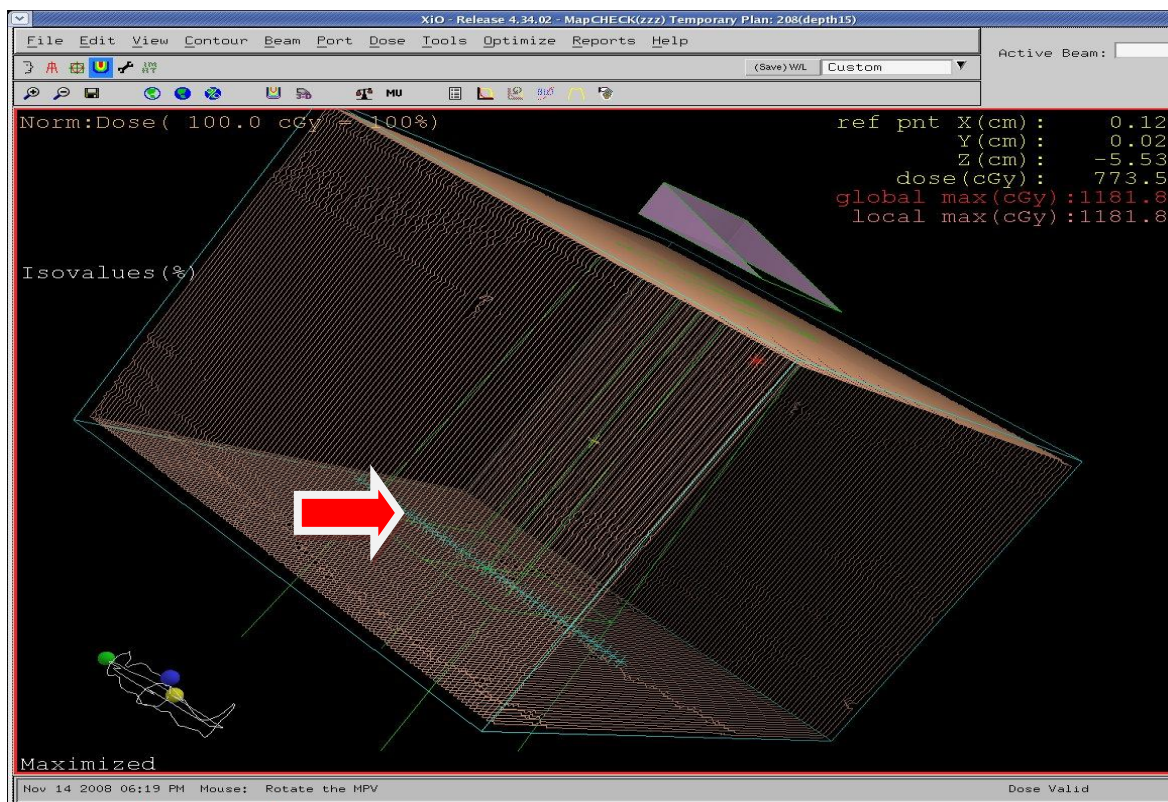 XiO - Release 4.34.02 - MapCHECK(zzz) Temporary Plan: 208(depth15)
File Edit View Contour Beam Port Dose Tools Optimize Reports Help
Active Beam:
(Save) W/L Custom
MU
Norm:Dose( 100.0 cGy = 100%)
ref pnt X(cm): 0.12
Y(cm): 0.02
Z(cm): -5.53
dose(cGy): 773.5
global max(cGy):1181.8
local max(cGy):1181.8
Isovalues(%)
Maximized
Nov 14 2008 06:19 PM Mouse: Rotate the MPV Dose Valid